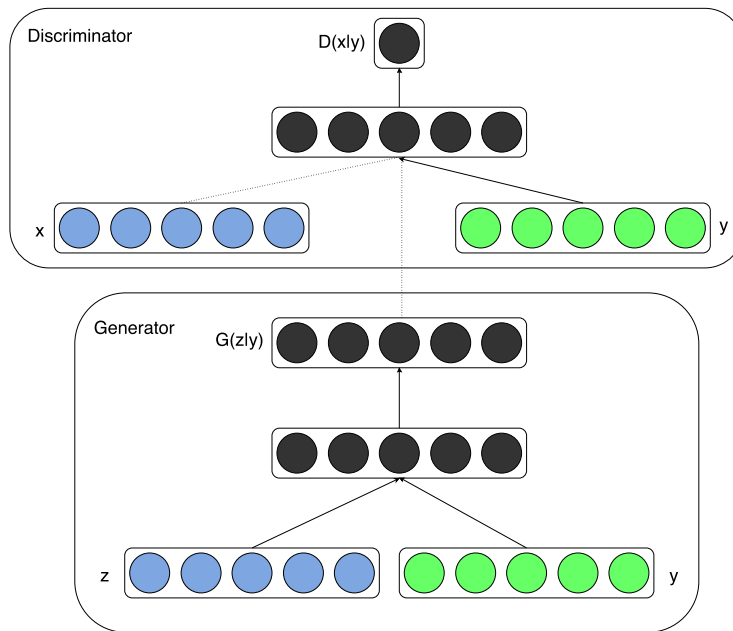 Discriminator
D(x|y)
x
y
Generator
G(z|y)
z
y